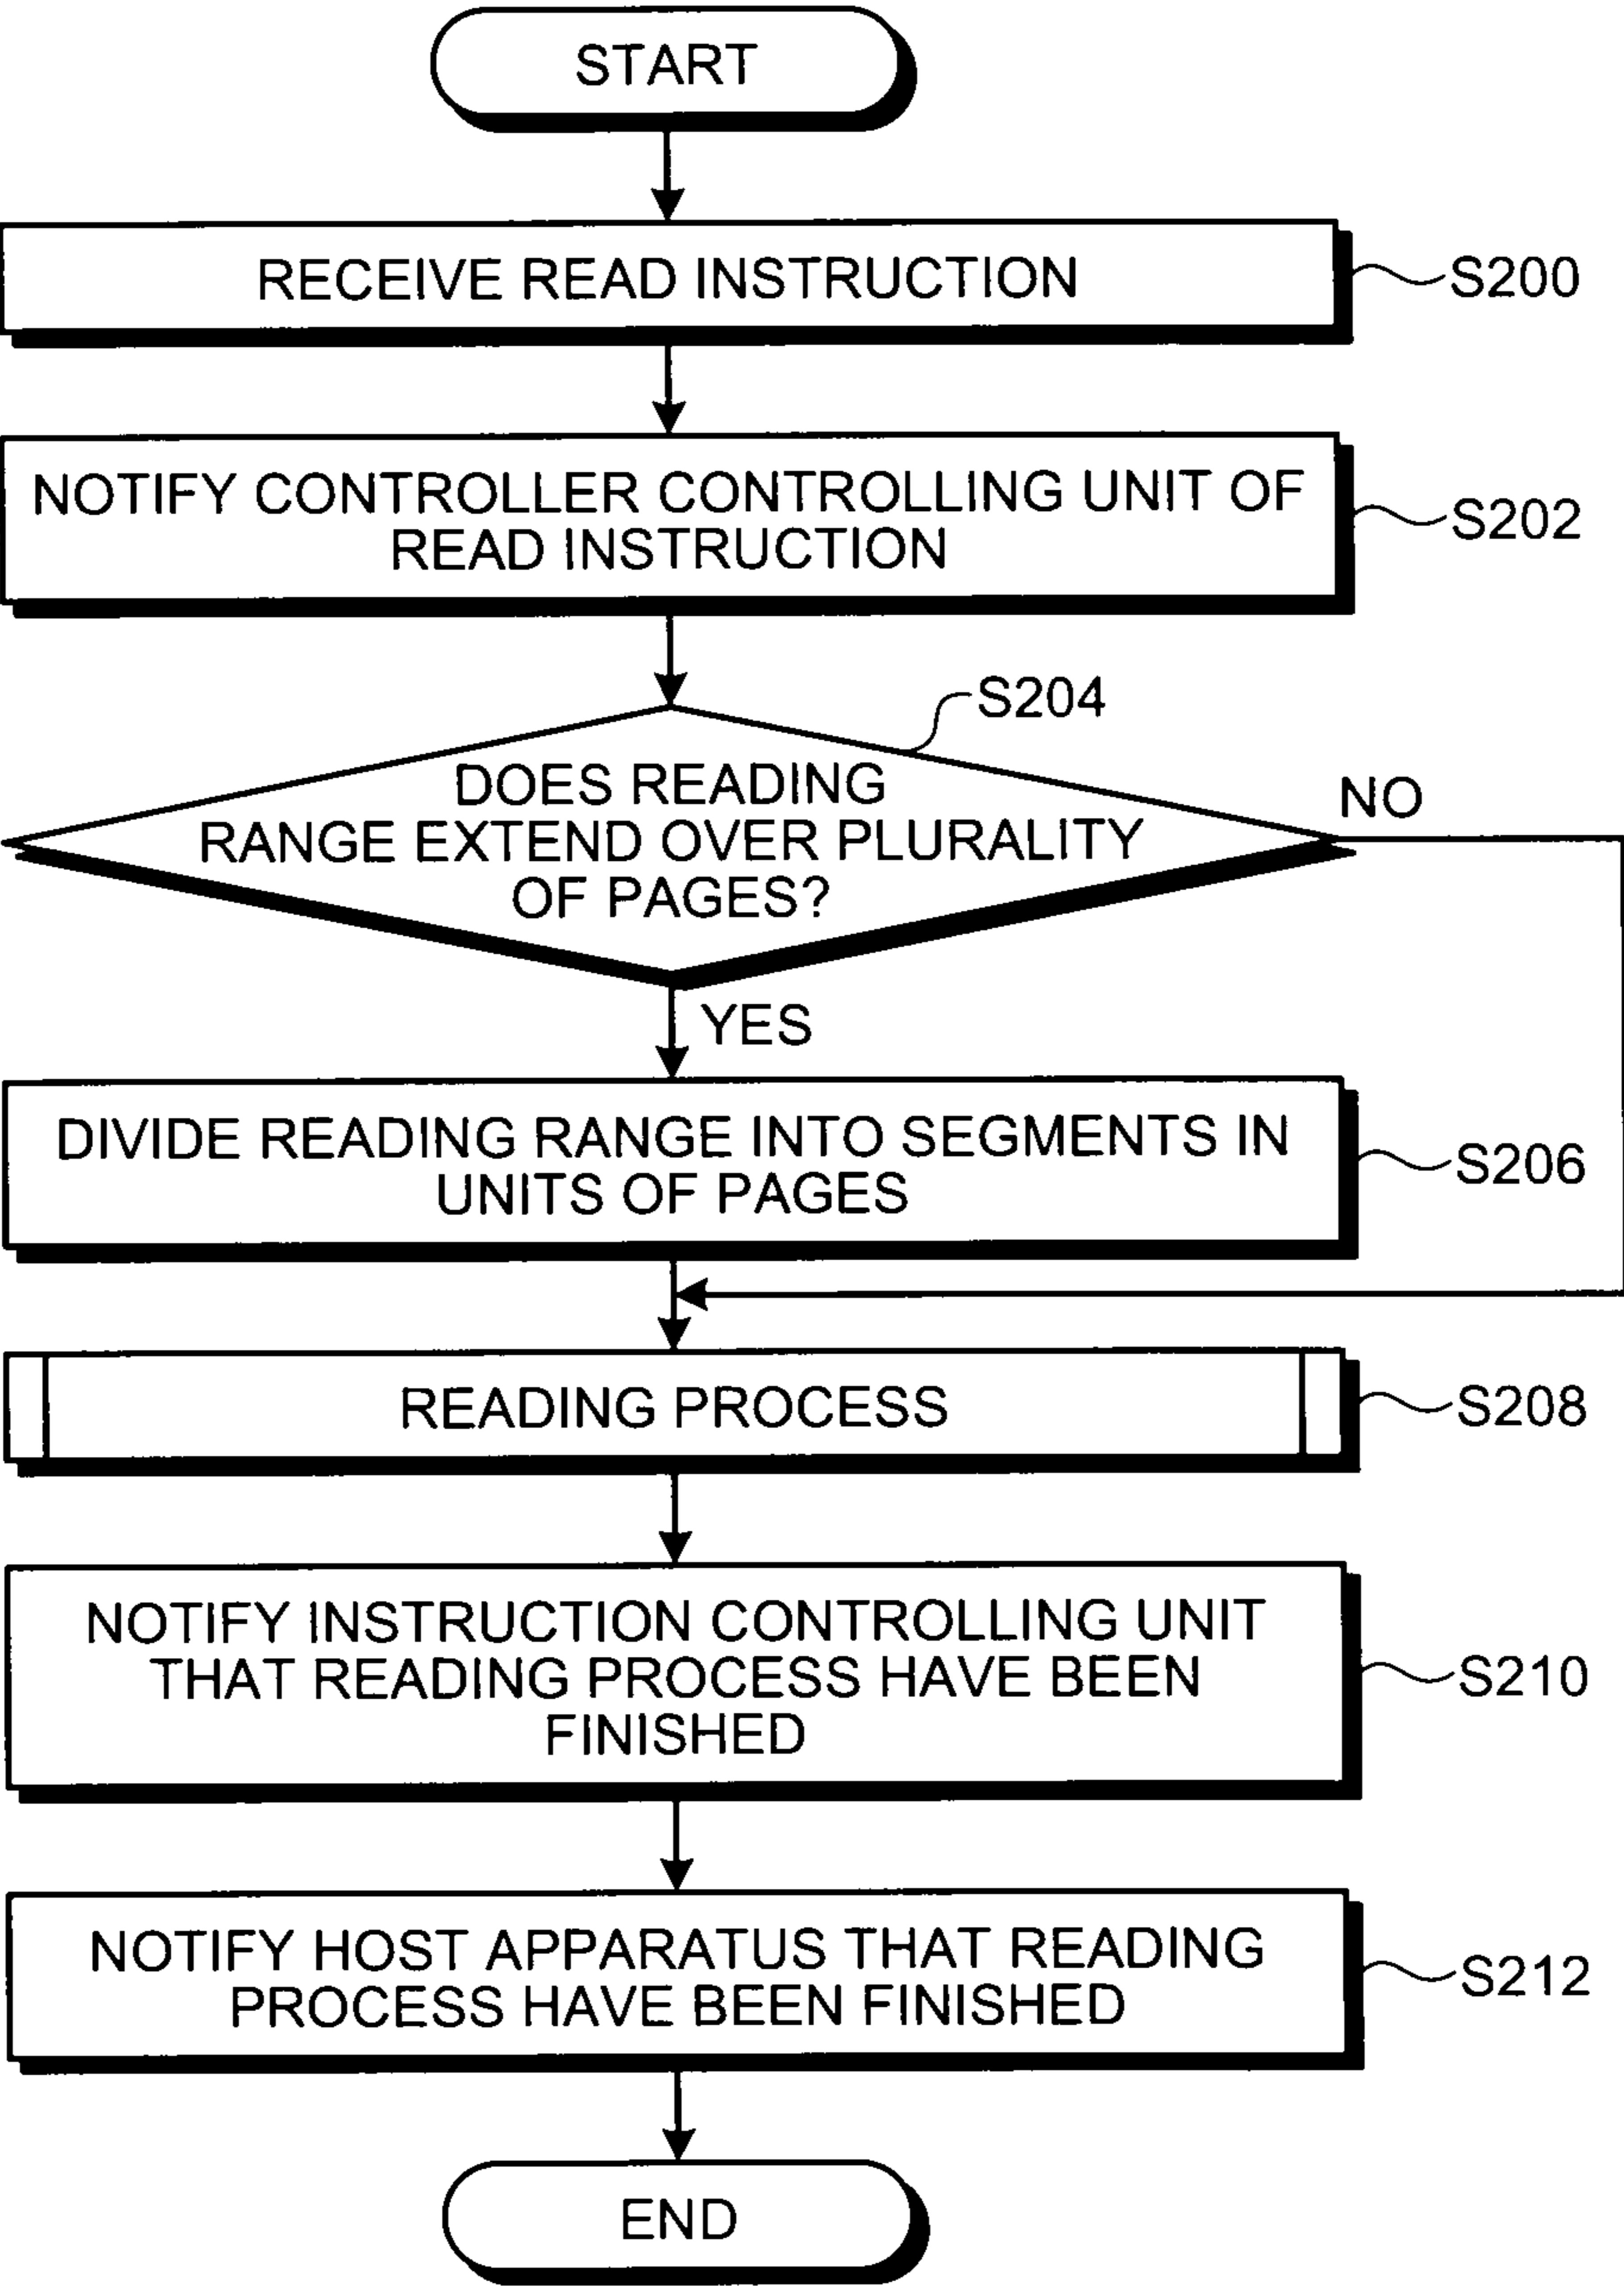 START
RECEIVE READ INSTRUCTION
S200
NOTIFY CONTROLLER CONTROLLING UNIT OF
READ INSTRUCTION
S202
S204
DOES READING
RANGE EXTEND OVER PLURALITY
OF PAGES?
NO
YES
DIVIDE READING RANGE INTO SEGMENTS IN
UNITS OF PAGES
S206
READING PROCESS
S208
NOTIFY INSTRUCTION CONTROLLING UNIT
THAT READING PROCESS HAVE BEEN
FINISHED
S210
NOTIFY HOST APPARATUS THAT READING
PROCESS HAVE BEEN FINISHED
S212
END